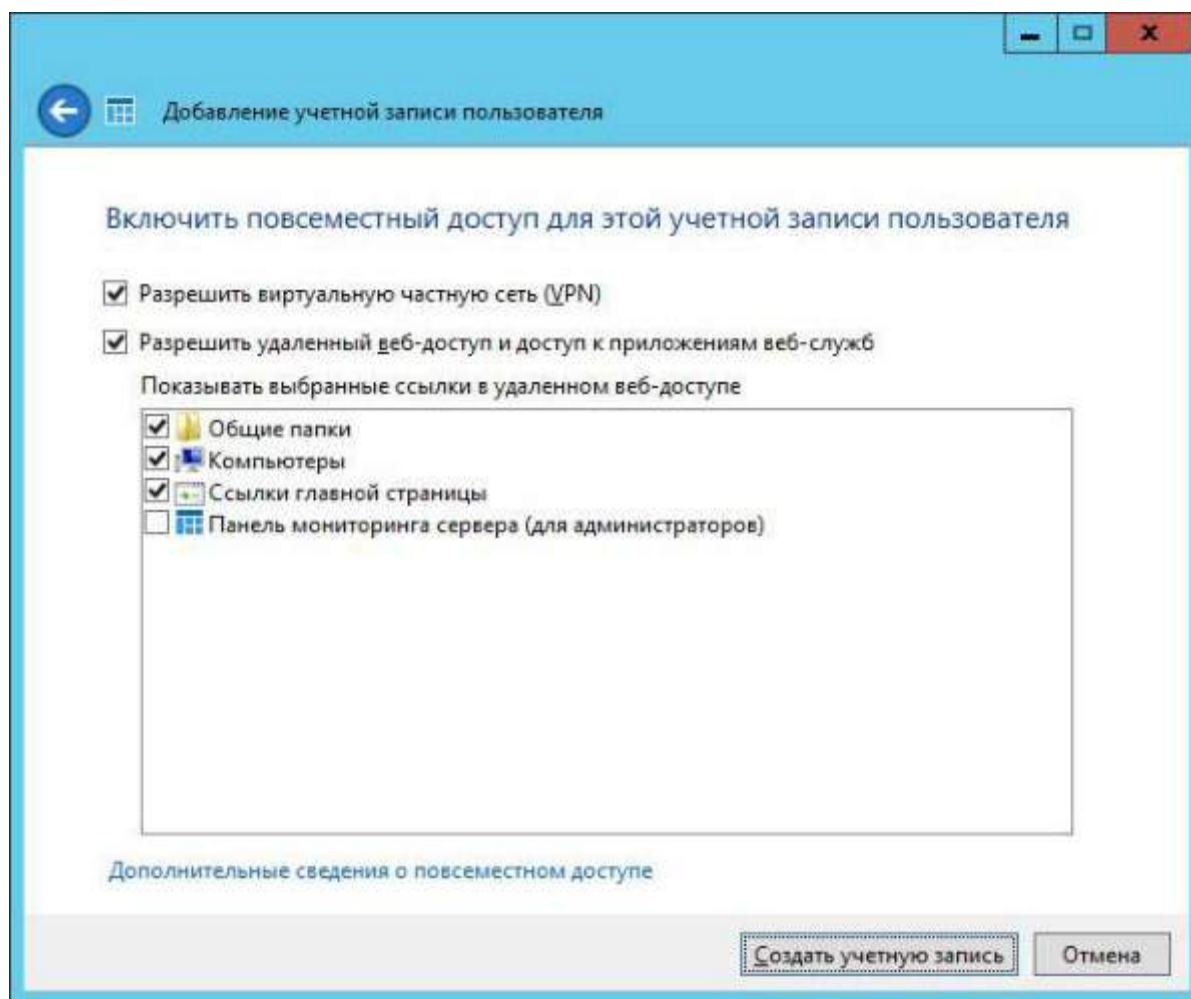 Добавление учетной записи пользователя
Включить повсеместный доступ для этой учетной записи пользователя
Разрешить виртуальную частную сеть (VPN)
Разрешить удаленный веб-доступ и доступ к приложениям веб-служб
Показывать выбранные ссылки в удаленном веб-доступе
Общие папки
Компьютеры
Ссылки главной страницы
Панель мониторинга сервера (для администраторов)
Дополнительные сведения о повсеместном доступе
Создать учетную запись Отмена